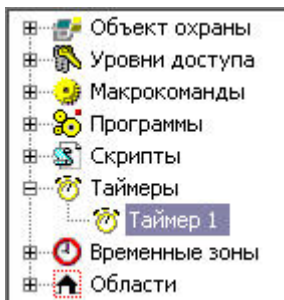 Объект охраны
Уровни доступа
Макрокоманды
Программы
Скрипты
Таймеры
Таймер 1
Временные зоны
Области